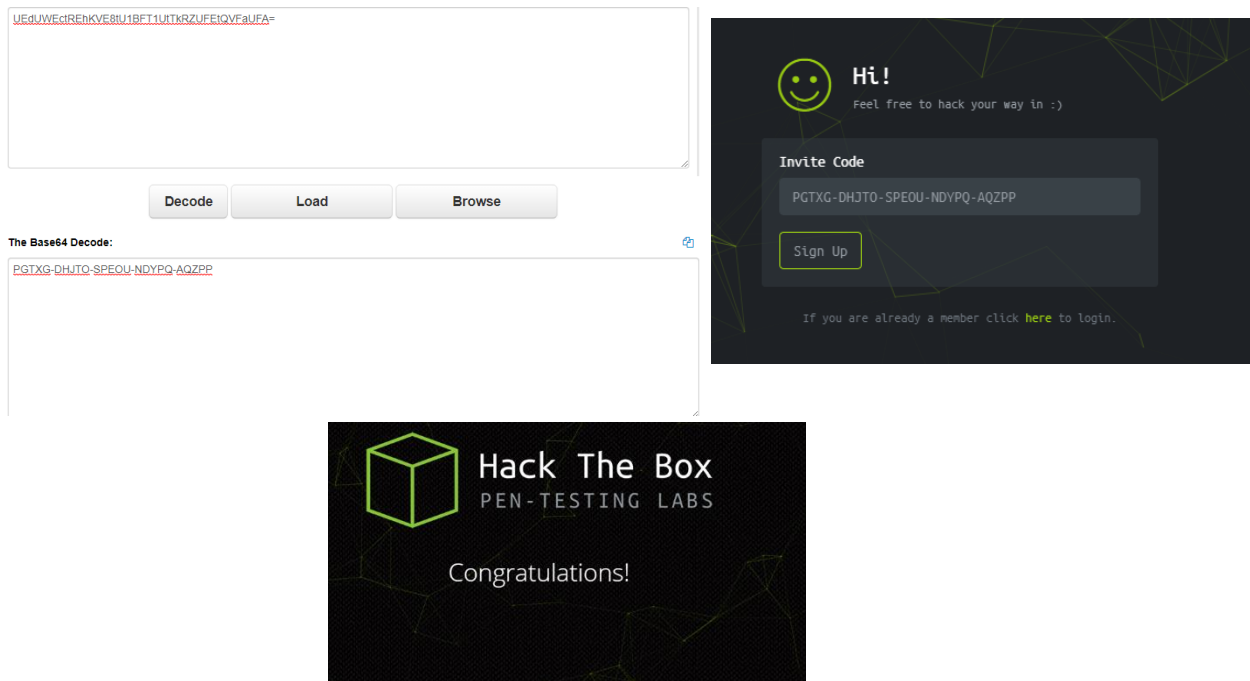 UEdUWEctREhKVE8tU1BFT1UtTkRZUFEtQVFaUFA=
Decode
Load
Browse
The Base64 Decode:
PGTXG-DHJTO-SPEOU-NDYPQ-AQZPP
Hi!
Feel free to hack your way in :)
Invite Code
PGTXG-DHJTO-SPEOU-NDYPQ-AQZPP
Sign Up
If you are already a member click here to login.
Hack The Box
PEN-TESTING LABS
Congratulations!